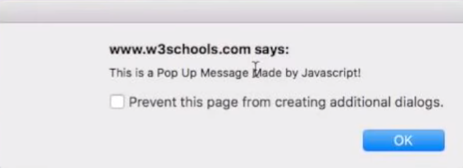 www.w3schools.com says:
This is a Pop Up Message Made by Javascript!
Prevent this page from creating additional dialogs.
OK